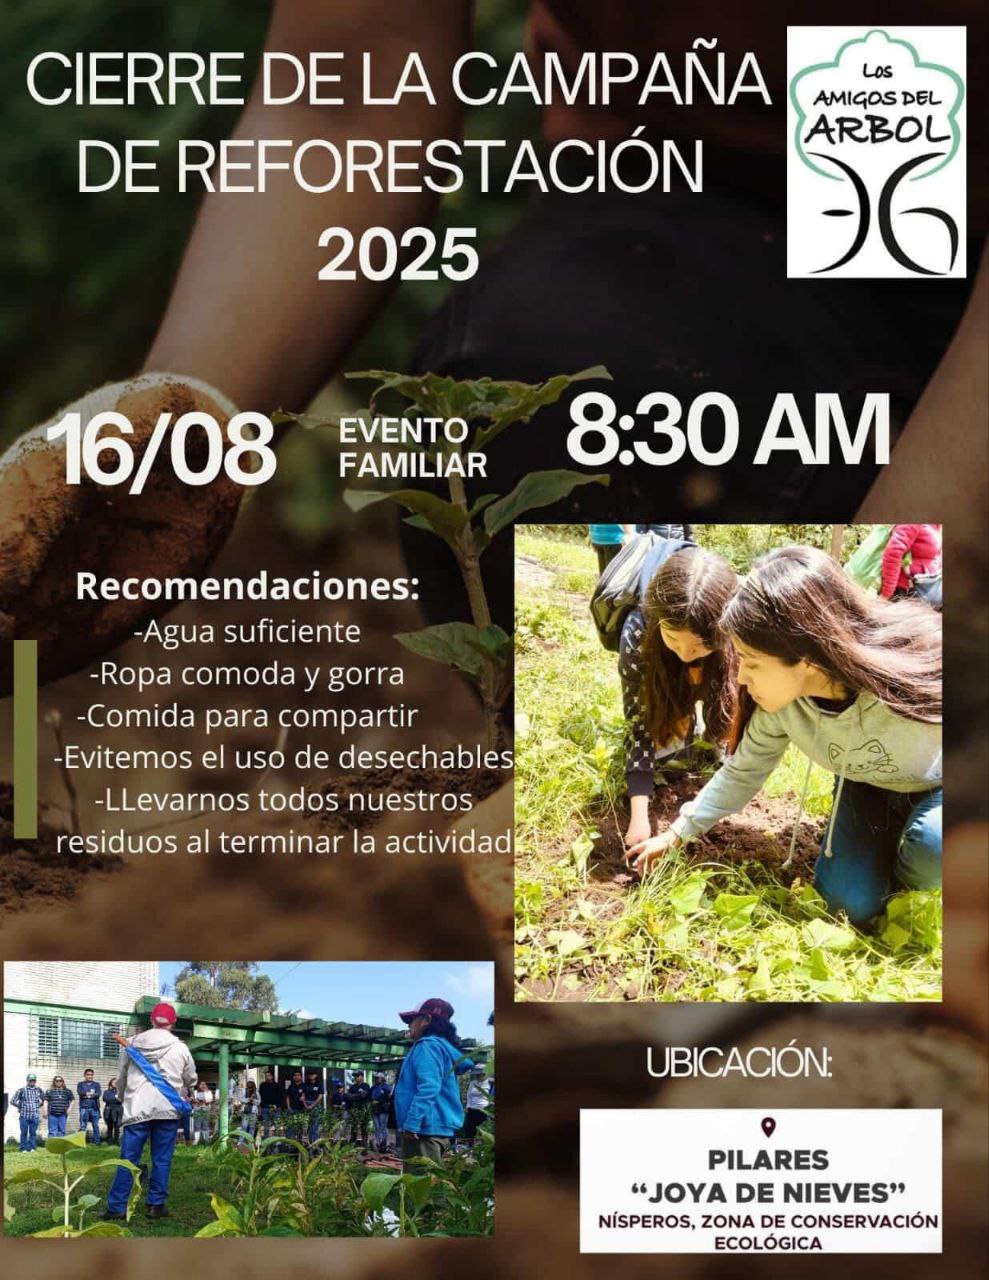 CIERRE DE LA CAMPAÑA
DE REFORESTACIÓN
2025
Los
AMIGOS DEL
ARBOL
16/08
EVENTO
FAMILIAR
8:30 AM
Recomendaciones:
-Agua suficiente
-Ropa comoda y gorra
-Comida para compartir
-Evitemos el uso de desechables
-LLevarnos todos nuestros
residuos al terminar la actividad
UBICACIÓN:
PILARES
“JOYA DE NIEVES”
NÍSPEROS, ZONA DE CONSERVACIÓN
ECOLÓGICA